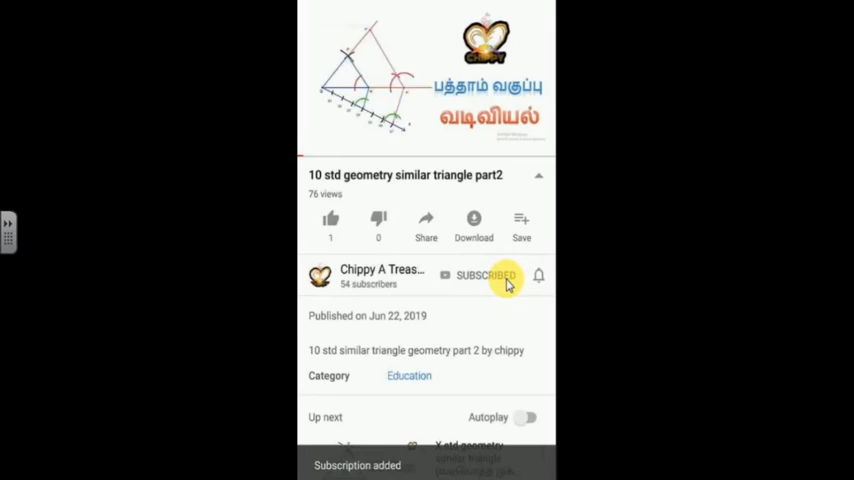 CHIPPY
பத்தாம் வகுப்பு
வடிவியல்
10 std geometry similar triangle part2
76 views
1
0
Share
Download
Save
Chippy A Treas...
SUBSCRIBED
54 subscribers
Published on Jun 22, 2019
10 std similar triangle geometry part 2 by chippy
Category
Education
Up next
Autoplay
X std geometry
similar triangle
Subscription added